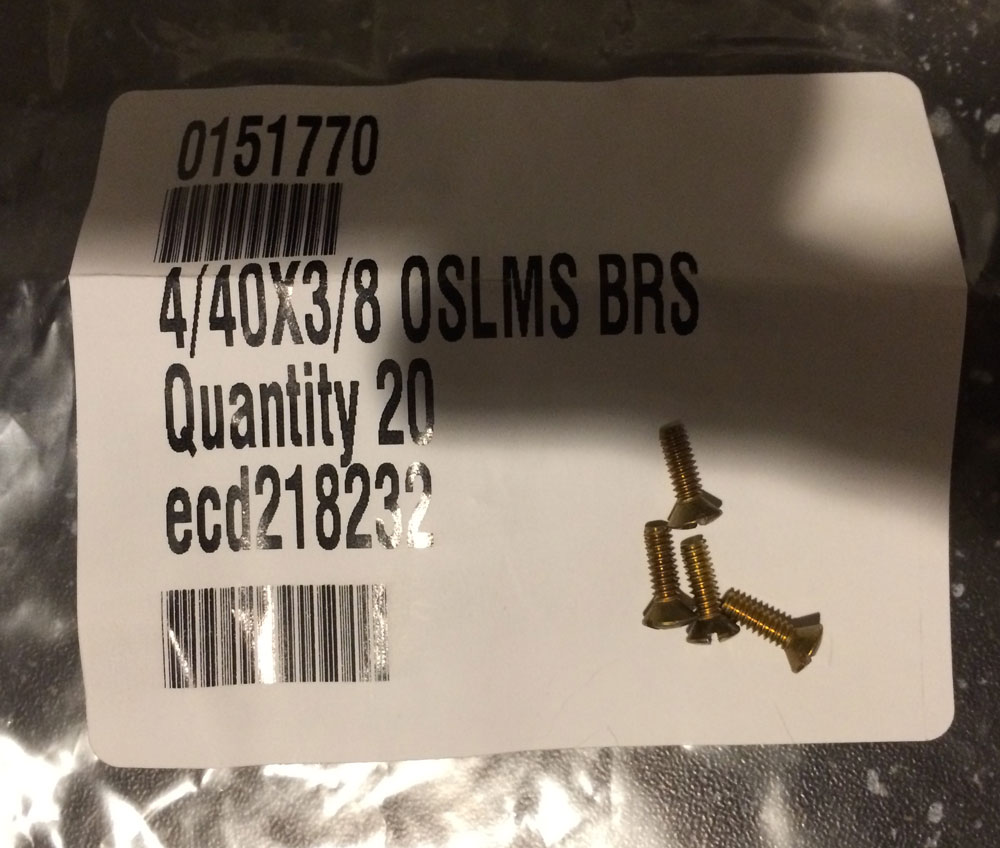 0151770
4/40X3/8 OSLMS BRS
Quantity 20
ecd218232